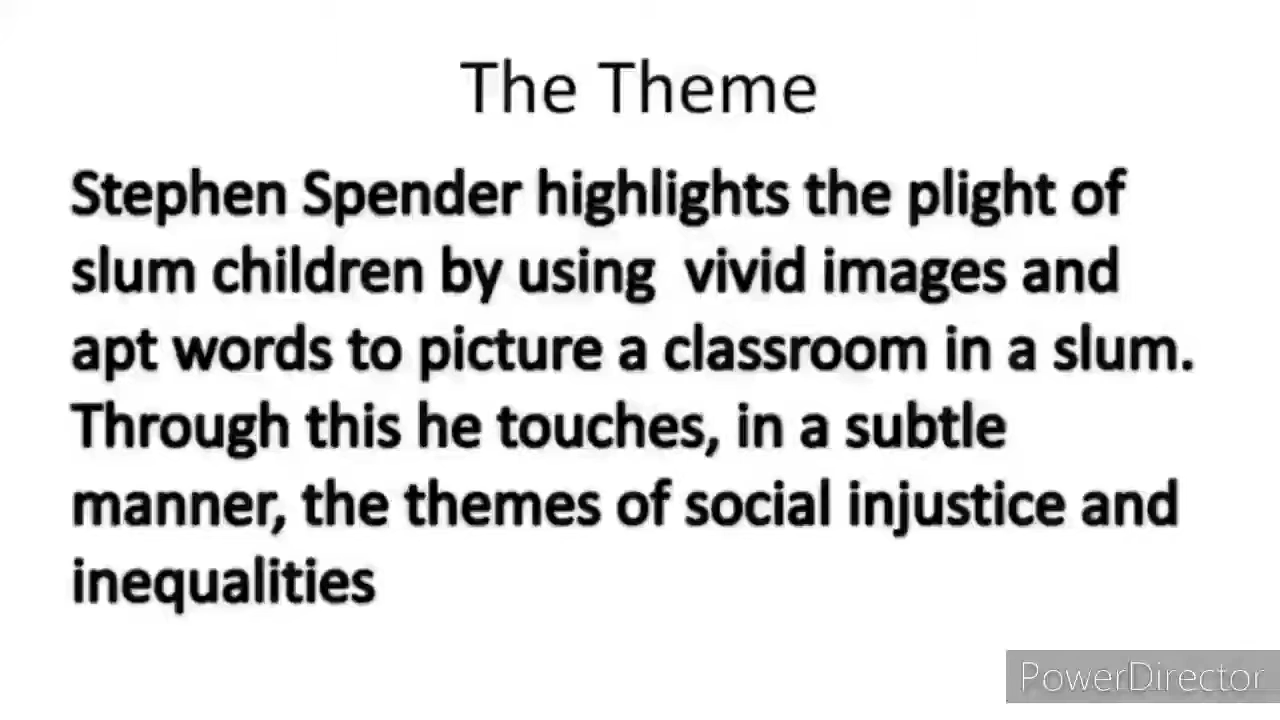 The Theme
Stephen Spender highlights the plight of
slum children by using  vivid images and
apt words to picture a classroom in a slum.
Through this he touches, in a subtle
manner, the themes of social injustice and
inequalities
PowerDirector